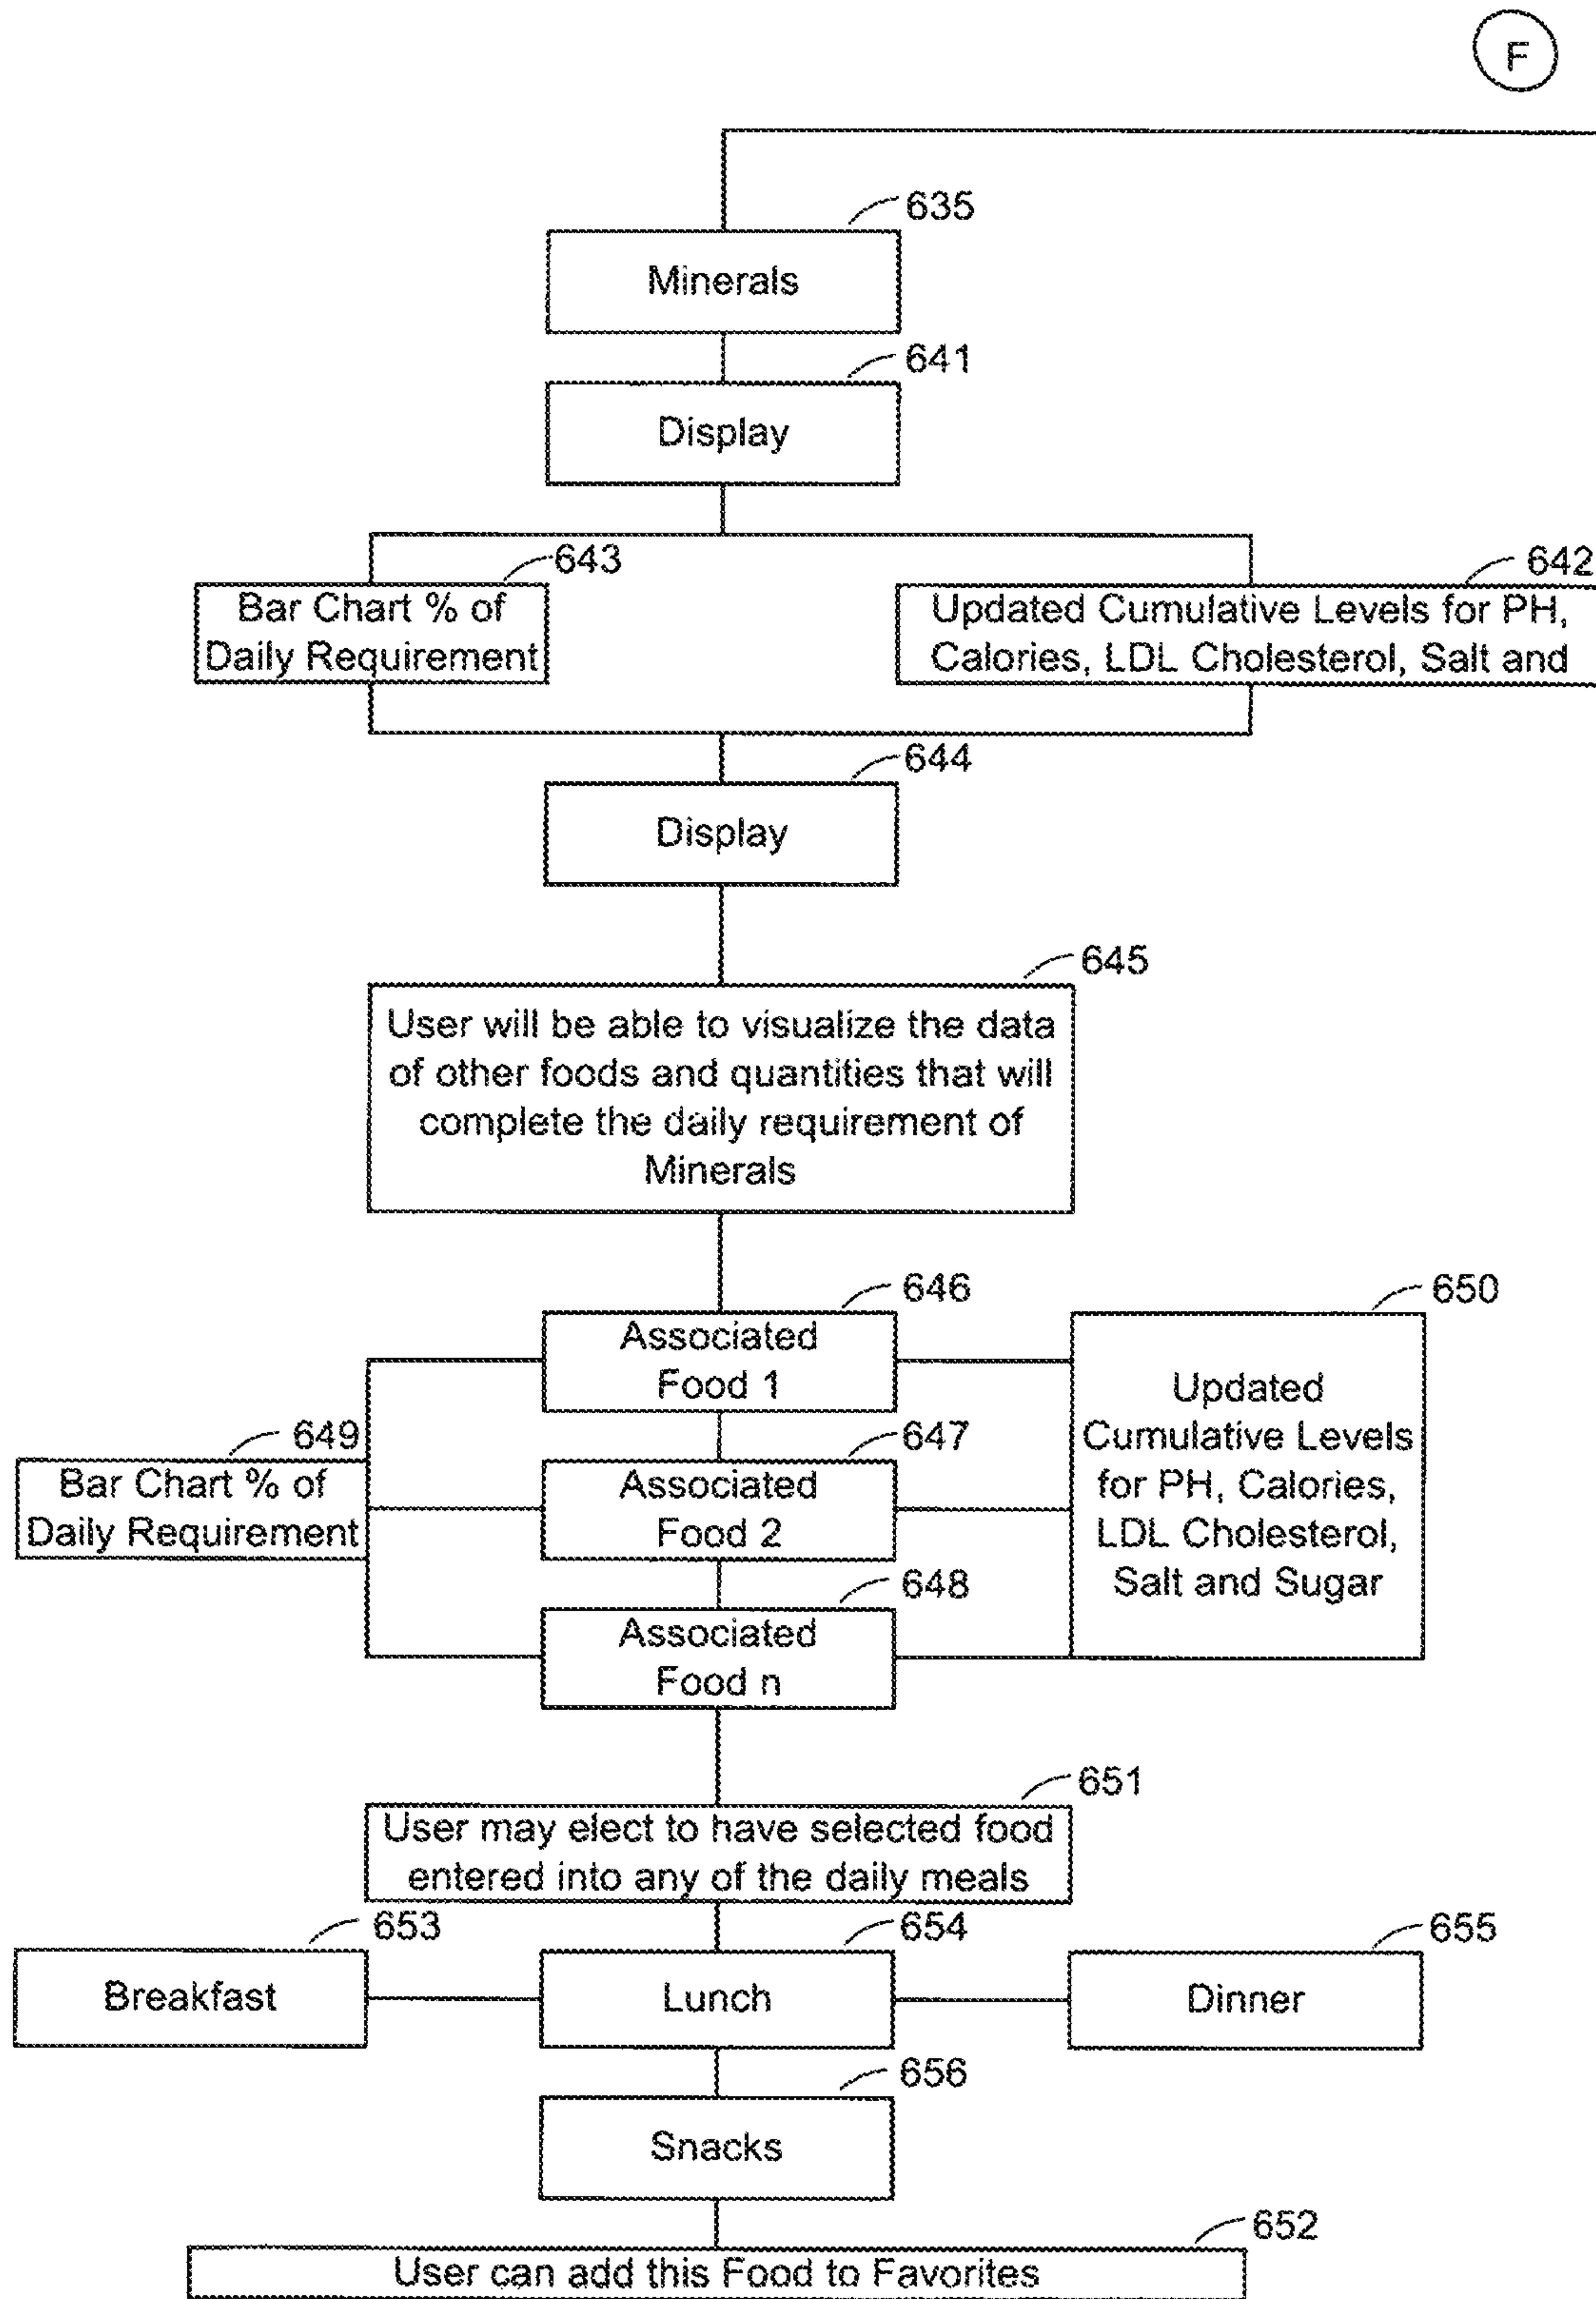 F
635
Minerals
641
Display
643
Bar Chart % of
Daily Requirement
642
Updated Cumulative Levels for PH,
Calories, LDL Cholesterol, Salt and
644
Display
645
User will be able to visualize the data
of other foods and quantities that will
complete the daily requirement of
Minerals
646
Associated
Food 1
650
Updated
Cumulative Levels
for PH, Calories,
LDL Cholesterol,
Salt and Sugar
649
Bar Chart % of
Daily Requirement
647
Associated
Food 2
648
Associated
Food n
651
User may elect to have selected food
entered into any of the daily meals
653
Breakfast
654
Lunch
655
Dinner
656
Snacks
652
User can add this Food to Favorites